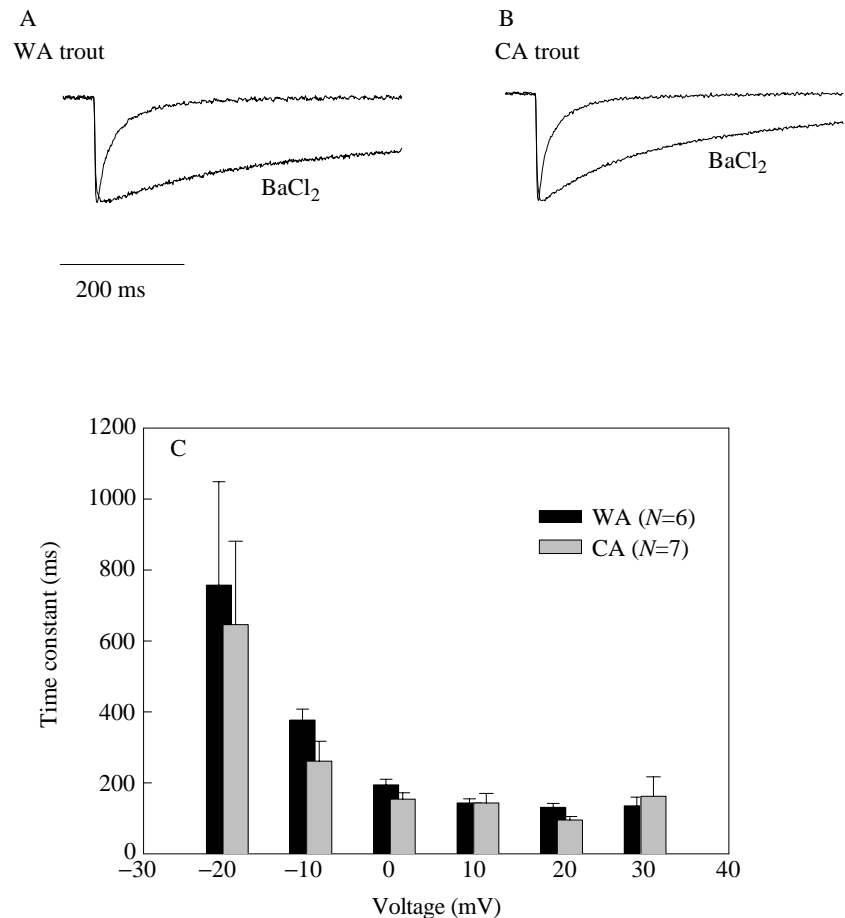 A
WA trout
BaCl2
200 ms
B
CA trout
BaCl2
C
1200
1000
800
600
400
200
0
Time constant (ms)
WA (N=6)
CA (N=7)
−30 −20 −10 0 10 20 30 40
Voltage (mV)